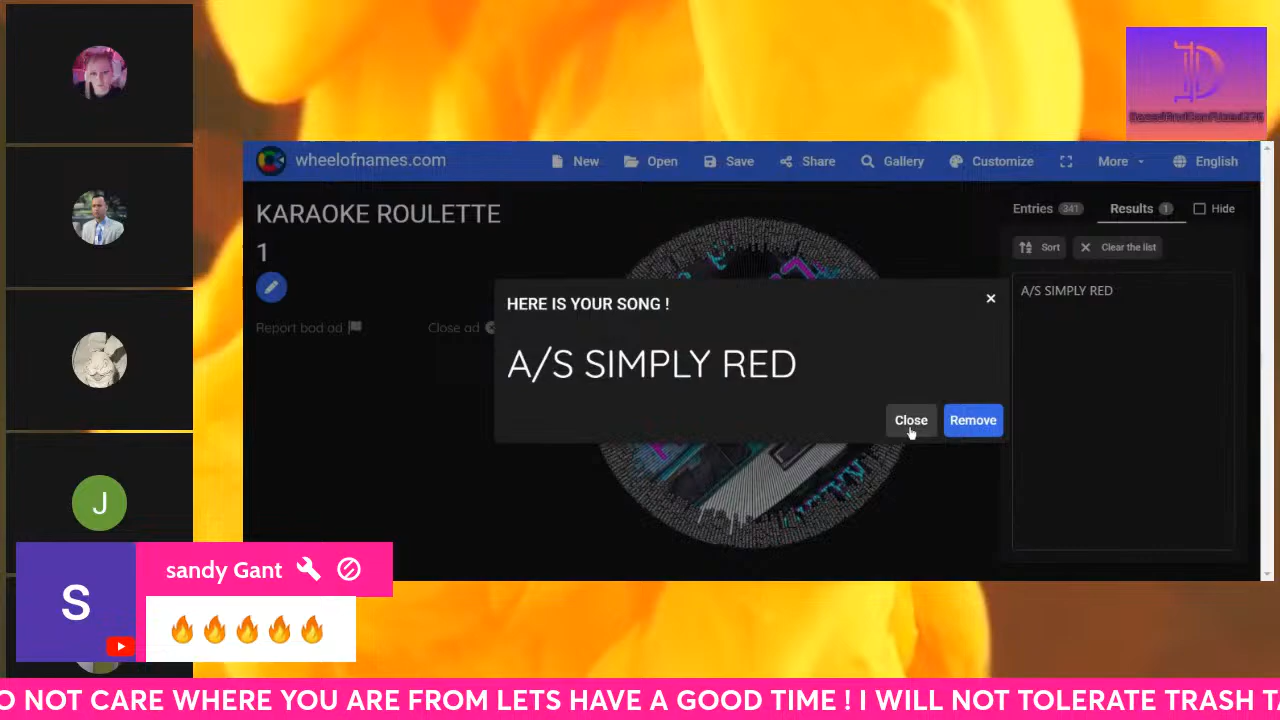 wheelofnames.com
New
Open
Save
Share
Gallery
Customize
More
English
KARAOKE ROULETTE
1
Report bad ad
Close ad
Entries 341
Results 1
Hide
Sort
Clear the list
A/S SIMPLY RED
HERE IS YOUR SONG !
A/S SIMPLY RED
Close
Remove
J
S
sandy Gant
O NOT CARE WHERE YOU ARE FROM LETS HAVE A GOOD TIME ! I WILL NOT TOLERATE TRASH TA